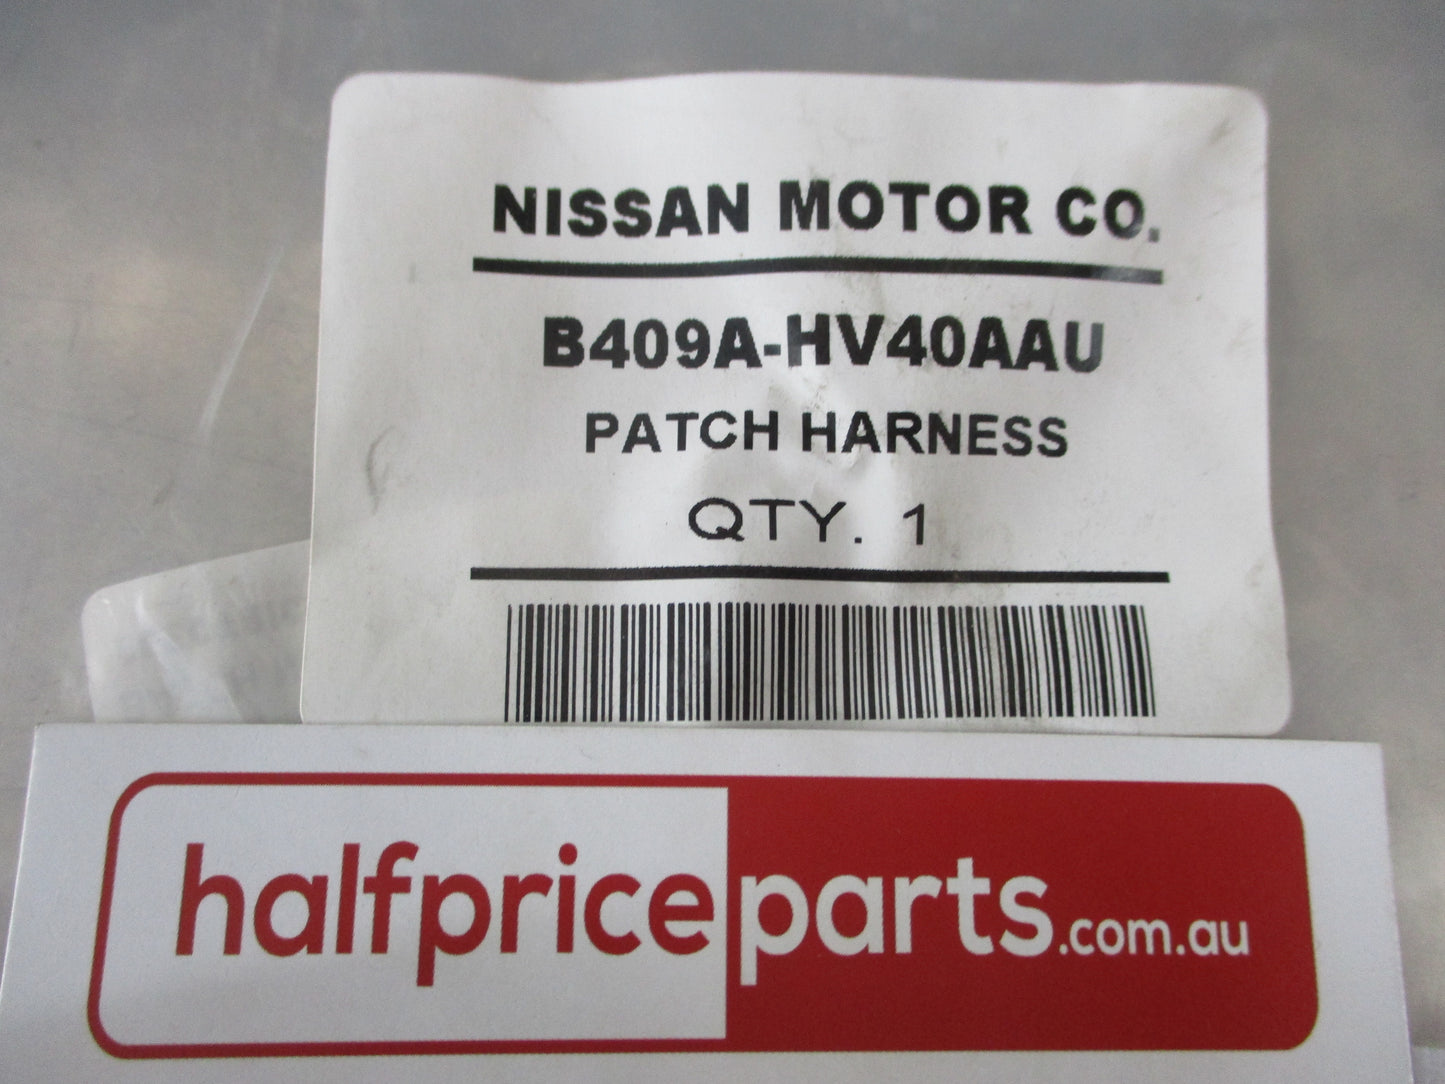 NISSAN MOTOR CO.
B409A-HV40AAU
PATCH HARNESS
QTY. 1
halfpriceparts.com.au